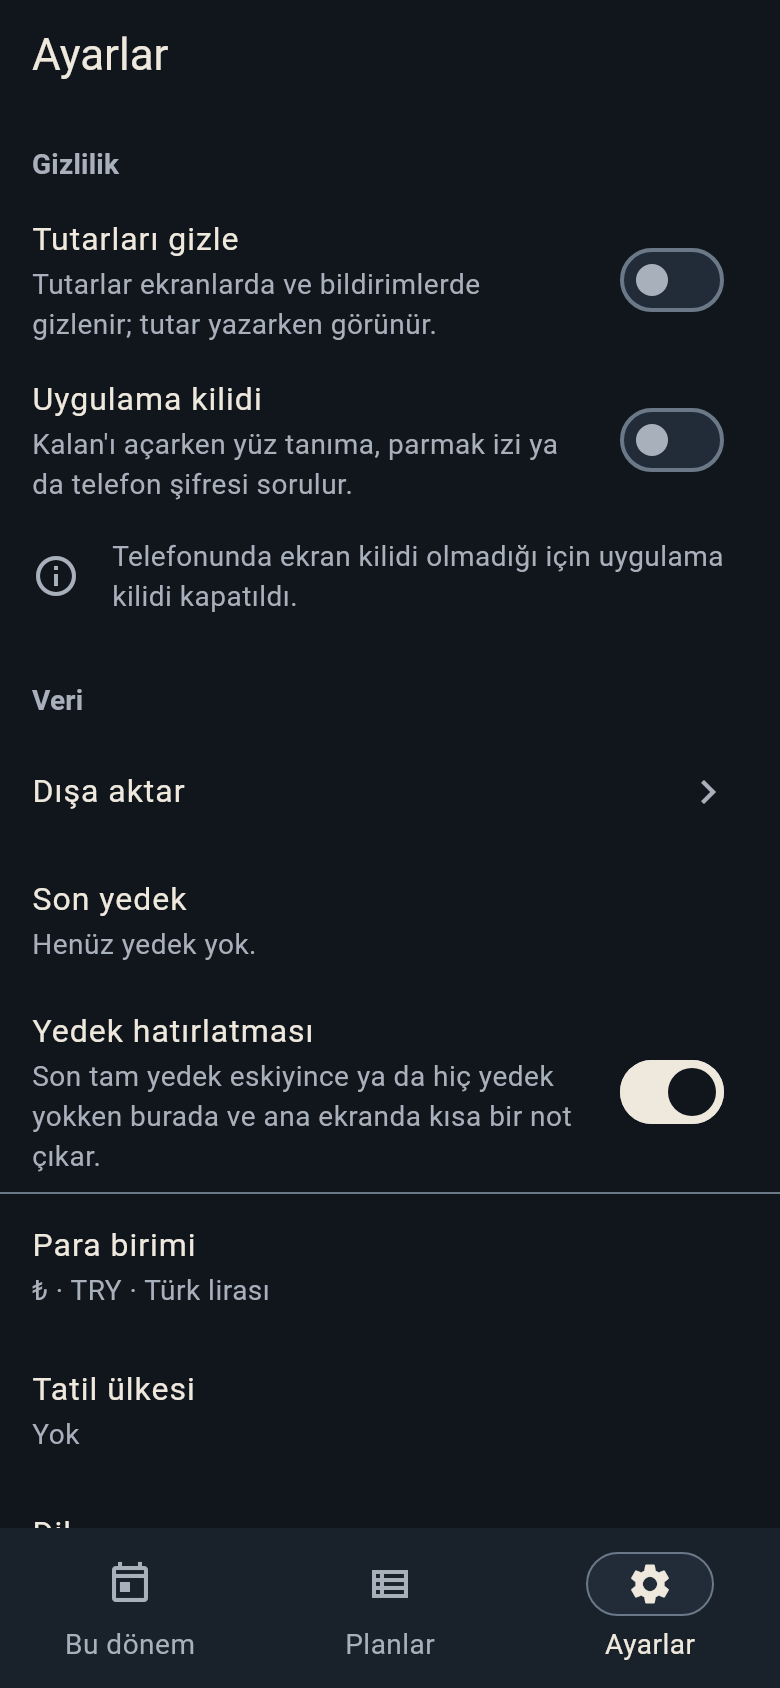 Ayarlar
Gizlilik
Tutarları gizle
Tutarlar ekranlarda ve bildirimlerde
gizlenir; tutar yazarken görünür.
Uygulama kilidi
Kalan'ı açarken yüz tanıma, parmak izi ya
da telefon şifresi sorulur.
Telefonunda ekran kilidi olmadığı için uygulama
kilidi kapatıldı.
Veri
Dışa aktar
Son yedek
Henüz yedek yok.
Yedek hatırlatması
Son tam yedek eskiyince ya da hiç yedek
yokken burada ve ana ekranda kısa bir not
çıkar.
Para birimi
₺ · TRY · Türk lirası
Tatil ülkesi
Yok
Bu dönem
Planlar
Ayarlar